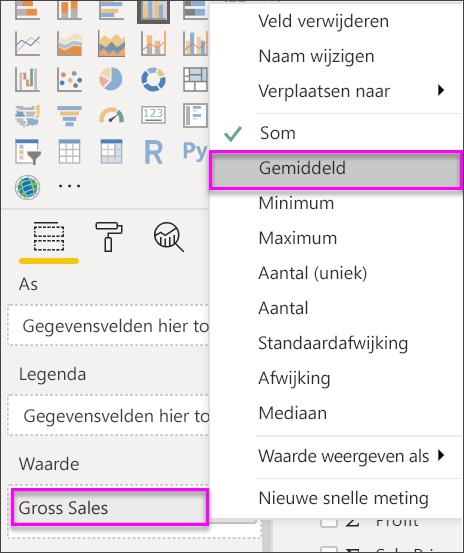 Veld verwijderen
Naam wijzigen
Verplaatsen naar
Som
Gemiddeld
Minimum
Maximum
Aantal (uniek)
Aantal
Standaardafwijking
Afwijking
Mediaan
Waarde weergeven als
Nieuwe snelle meting
123
R
Py
As
Gegevensvelden hier to
Legenda
Gegevensvelden hier to
Waarde
Gross Sales
Profit